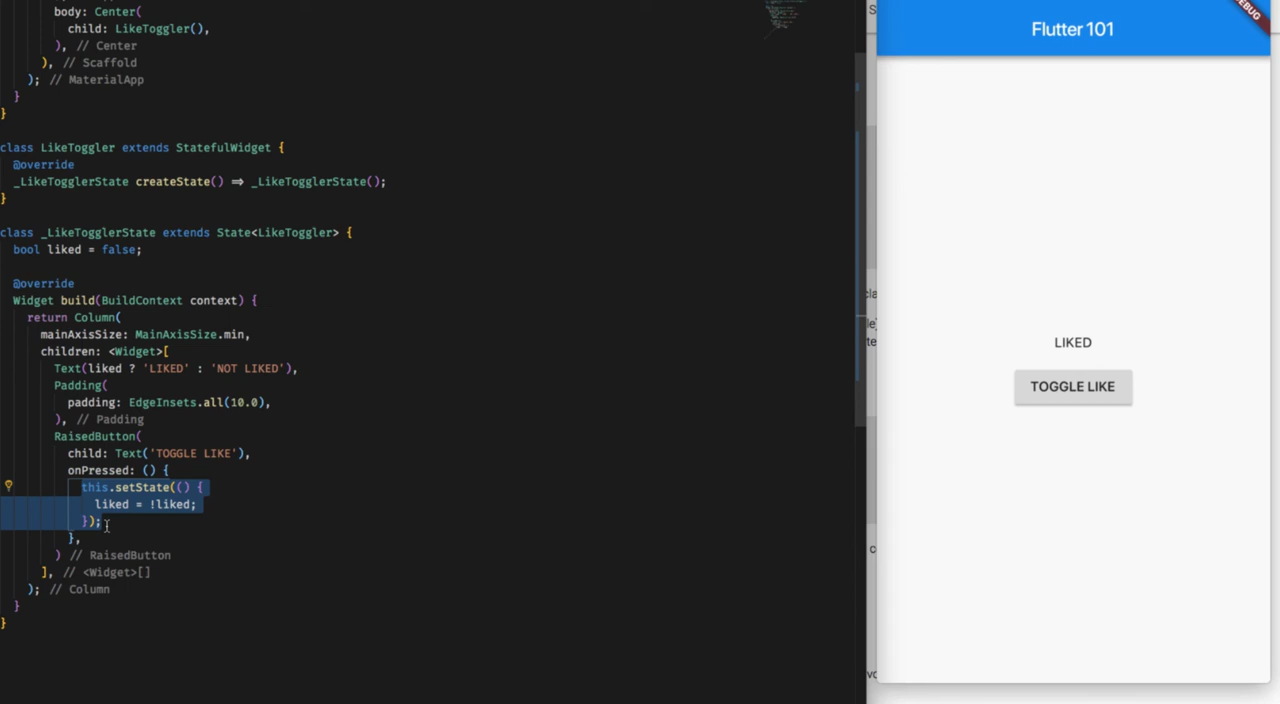 body: Center(
child: LikeToggler(),
), // Center
), // Scaffold
); // MaterialApp
}
}
class LikeToggler extends StatefulWidget {
@override
_LikeTogglerState createState() => _LikeTogglerState();
}
class _LikeTogglerState extends State<LikeToggler> {
bool liked = false;
@override
Widget build(BuildContext context) {
return Column(
mainAxisSize: MainAxisSize.min,
children: <Widget>[
Text(liked ? 'LIKED' : 'NOT LIKED'),
Padding(
padding: EdgeInsets.all(10.0),
), // Padding
RaisedButton(
child: Text('TOGGLE LIKE'),
onPressed: () {
this.setState(() {
liked = !liked;
});
},
) // RaisedButton
], // <Widget>[]
); // Column
}
}
Flutter 101
LIKED
TOGGLE LIKE